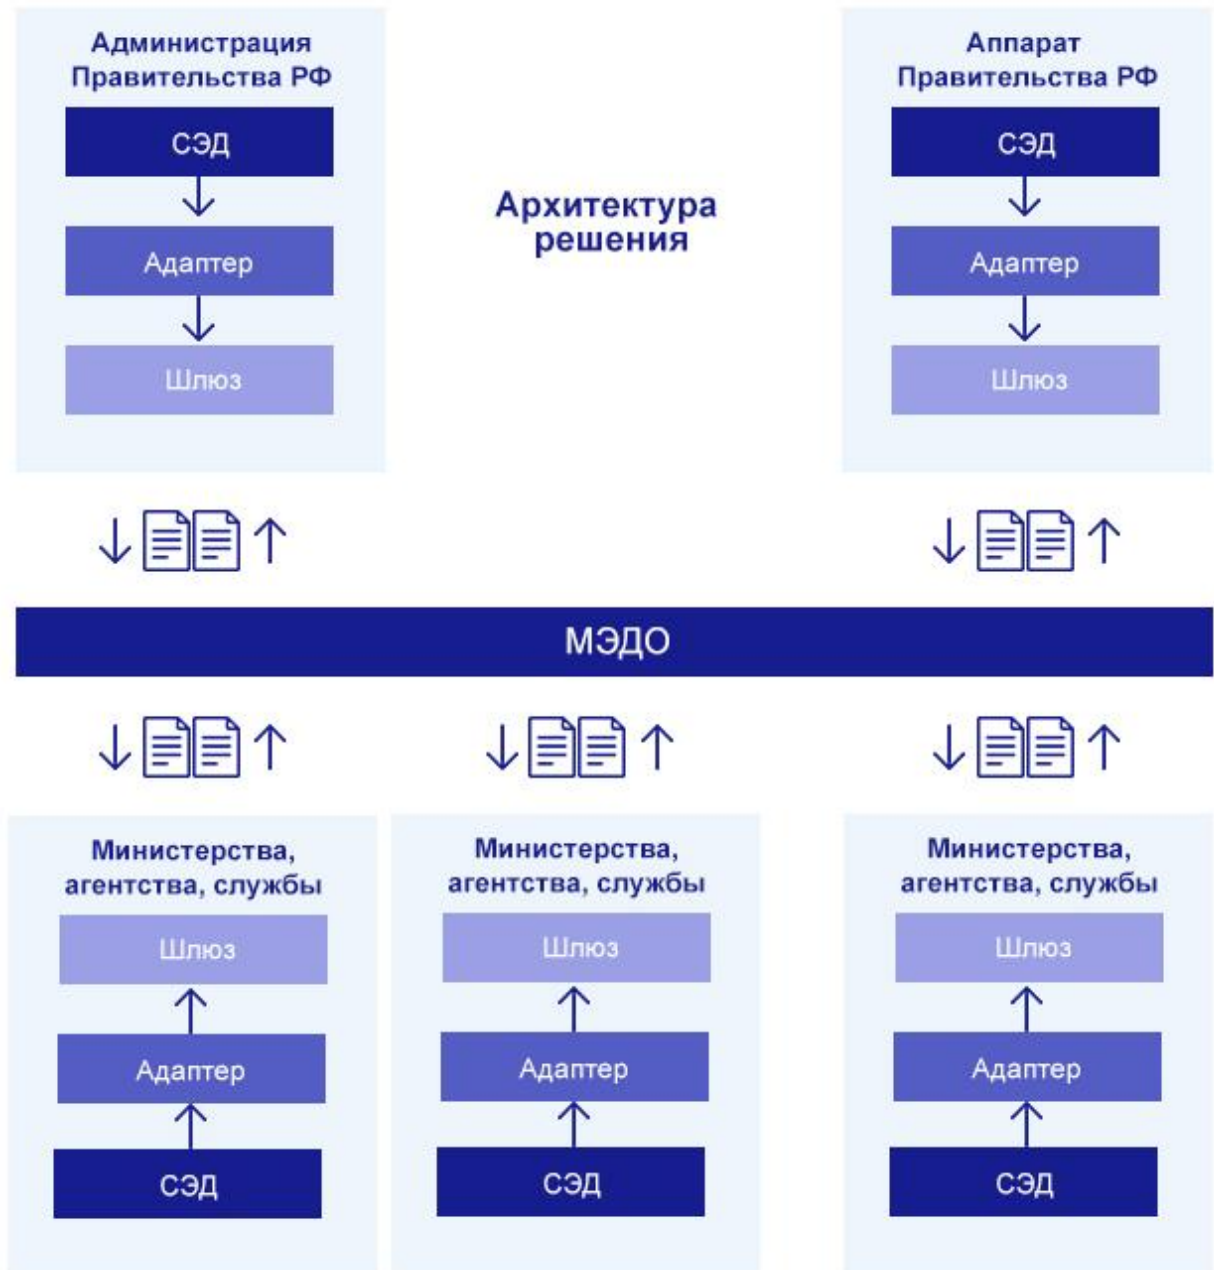 Администрация
Правительства РФ
СЭД
Адаптер
Шлюз
Архитектура
решения
Аппарат
Правительства РФ
СЭД
Адаптер
Шлюз
МЭДО
Министерства,
агентства, службы
Шлюз
Адаптер
СЭД
Министерства,
агентства, службы
Шлюз
Адаптер
СЭД
Министерства,
агентства, службы
Шлюз
Адаптер
СЭД